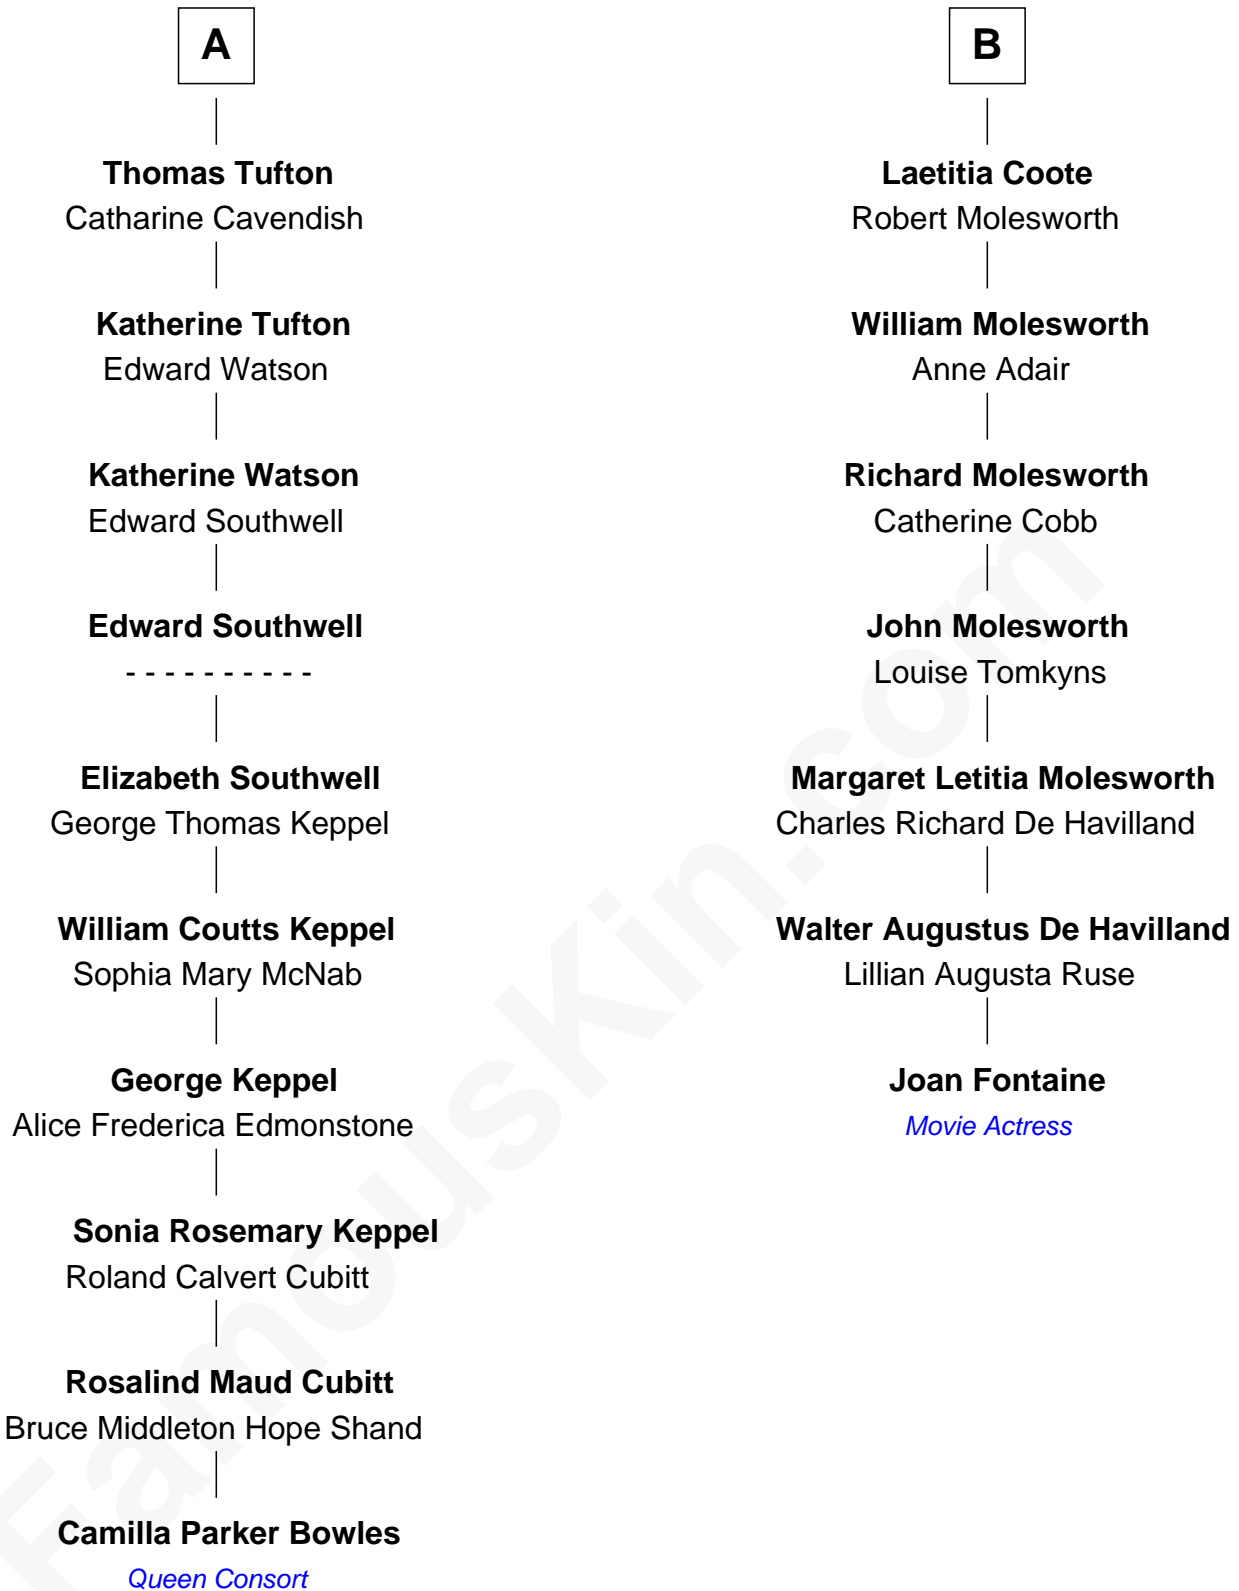 A
Thomas Tufton
Catharine Cavendish
Katherine Tufton
Edward Watson
Katherine Watson
Edward Southwell
Edward Southwell
- - - - - - - - - -
Elizabeth Southwell
George Thomas Keppel
William Coutts Keppel
Sophia Mary McNab
George Keppel
Alice Frederica Edmonstone
Sonia Rosemary Keppel
Roland Calvert Cubitt
Rosalind Maud Cubitt
Bruce Middleton Hope Shand
Camilla Parker Bowles
Queen Consort
B
Laetitia Coote
Robert Molesworth
William Molesworth
Anne Adair
Richard Molesworth
Catherine Cobb
John Molesworth
Louise Tomkyns
Margaret Letitia Molesworth
Charles Richard De Havilland
Walter Augustus De Havilland
Lillian Augusta Ruse
Joan Fontaine
Movie Actress
FamousKin.com